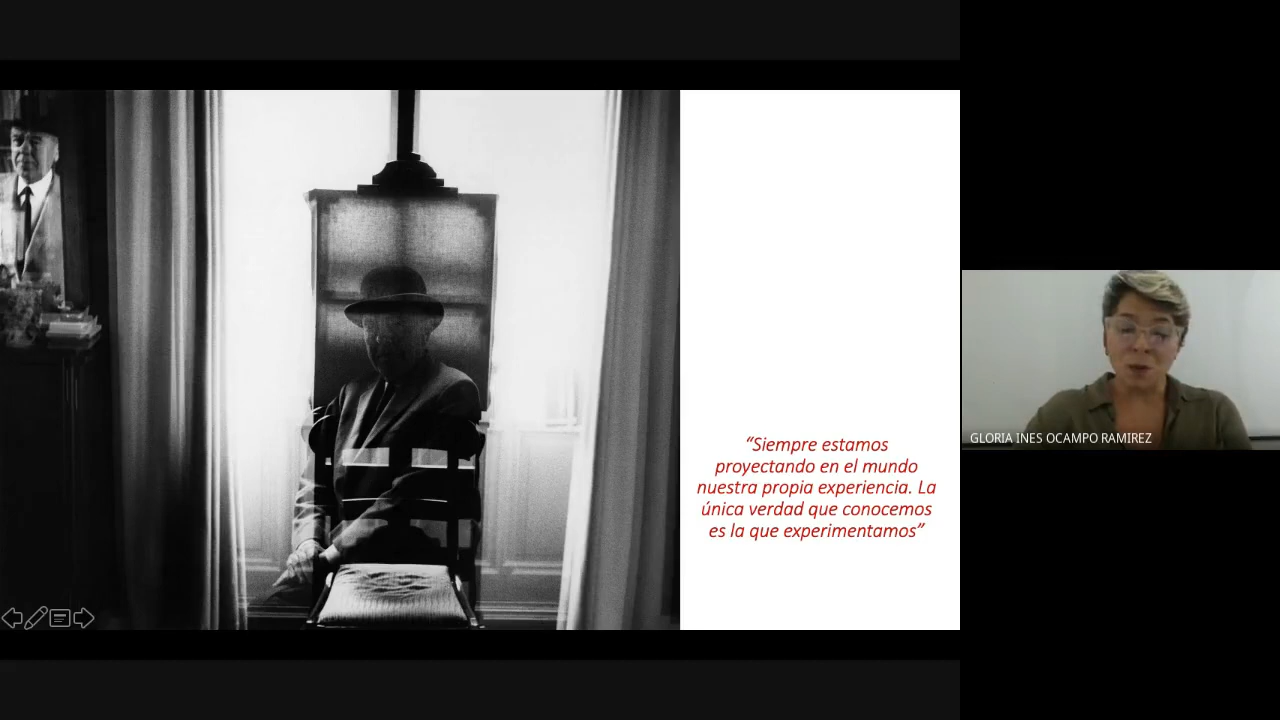 “Siempre estamos
proyectando en el mundo
nuestra propia experiencia. La
única verdad que conocemos
es la que experimentamos”
GLORIA INES OCAMPO RAMIREZ